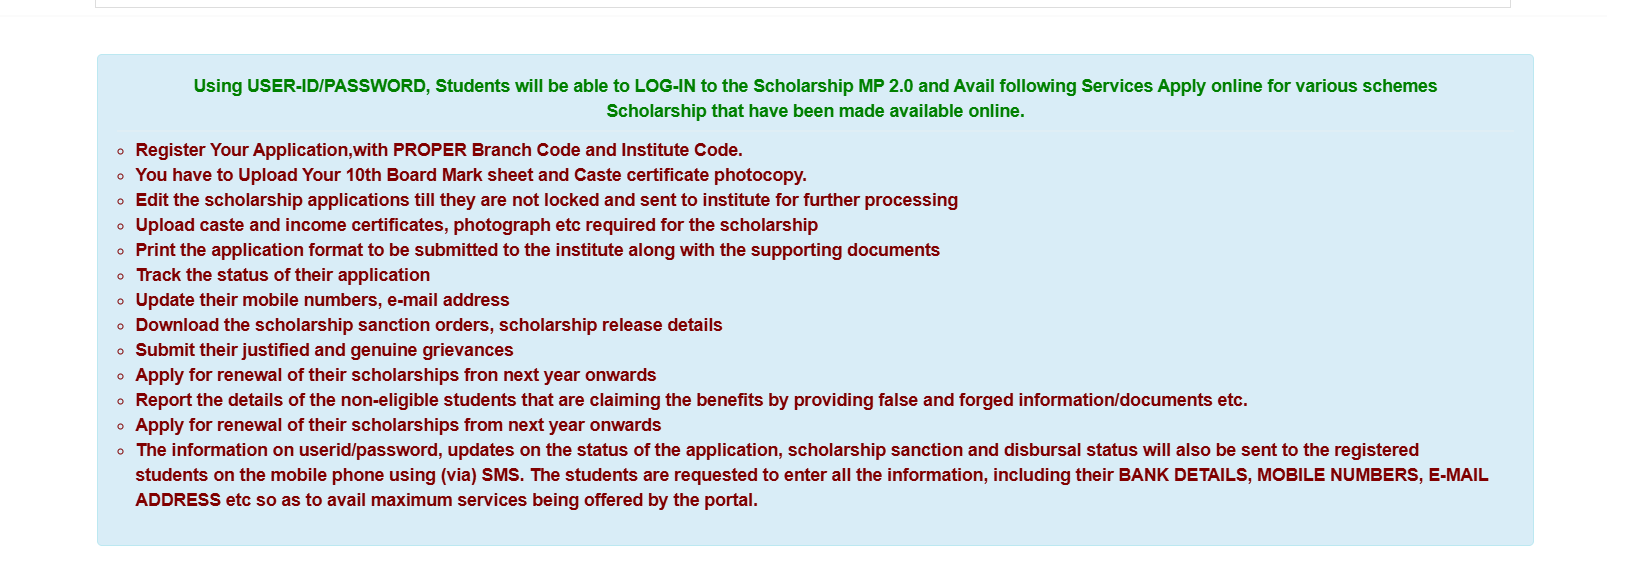 Using USER-ID/PASSWORD, Students will be able to LOG-IN to the Scholarship MP 2.0 and Avail following Services Apply online for various schemes
Scholarship that have been made available online.
Register Your Application,with PROPER Branch Code and Institute Code.
You have to Upload Your 10th Board Mark sheet and Caste certificate photocopy.
Edit the scholarship applications till they are not locked and sent to institute for further processing
Upload caste and income certificates, photograph etc required for the scholarship
Print the application format to be submitted to the institute along with the supporting documents
Track the status of their application
Update their mobile numbers, e-mail address
Download the scholarship sanction orders, scholarship release details
Submit their justified and genuine grievances
Apply for renewal of their scholarships fron next year onwards
Report the details of the non-eligible students that are claiming the benefits by providing false and forged information/documents etc.
Apply for renewal of their scholarships from next year onwards
The information on userid/password, updates on the status of the application, scholarship sanction and disbursal status will also be sent to the registered
students on the mobile phone using (via) SMS. The students are requested to enter all the information, including their BANK DETAILS, MOBILE NUMBERS, E-MAIL
ADDRESS etc so as to avail maximum services being offered by the portal.